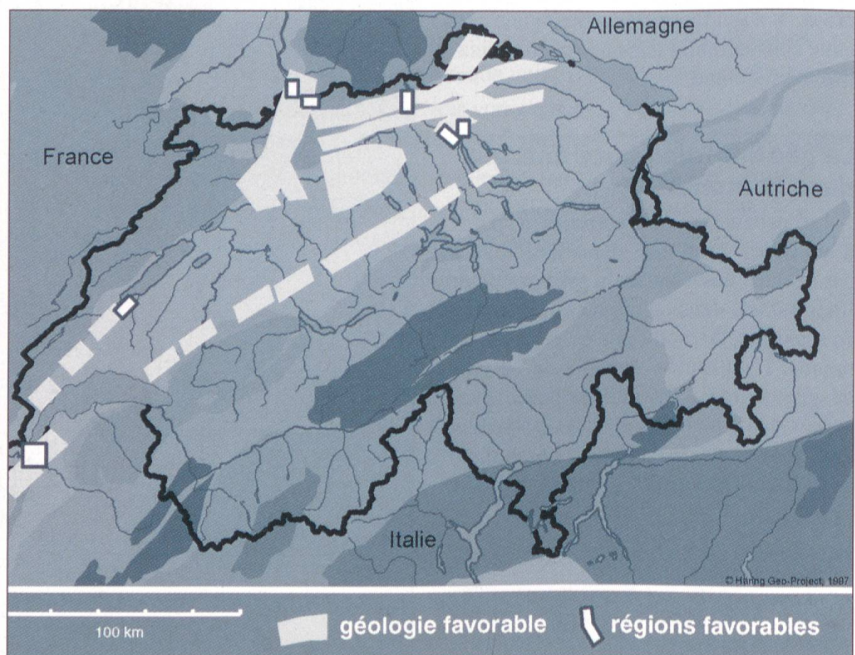 Allemagne
France
Autriche
Italie
© Häring Geo-Project, 1997
100 km
géologie favorable
régions favorables